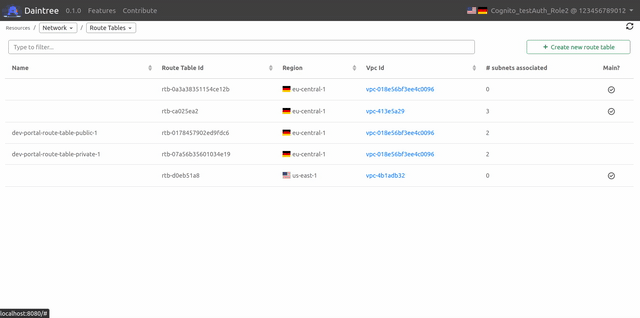 Daintree 0.1.0 Features Contribute Cognito_testAuth_Role2 @ 123456789012
Resources / Network / Route Tables
Type to filter... + Create new route table
Name Route Table Id Region Vpc Id # subnets associated Main?
rtb-0a3a38351154ce12b eu-central-1 vpc-018e56bf3ee4c0096 0
rtb-ca025ea2 eu-central-1 vpc-413e5a29 3
dev-portal-route-table-public-1 rtb-0178457902ed9fdc6 eu-central-1 vpc-018e56bf3ee4c0096 2
dev-portal-route-table-private-1 rtb-07a56b35601034e19 eu-central-1 vpc-018e56bf3ee4c0096 2
rtb-d0eb51a8 us-east-1 vpc-4b1adb32 0
localhost:8080/#